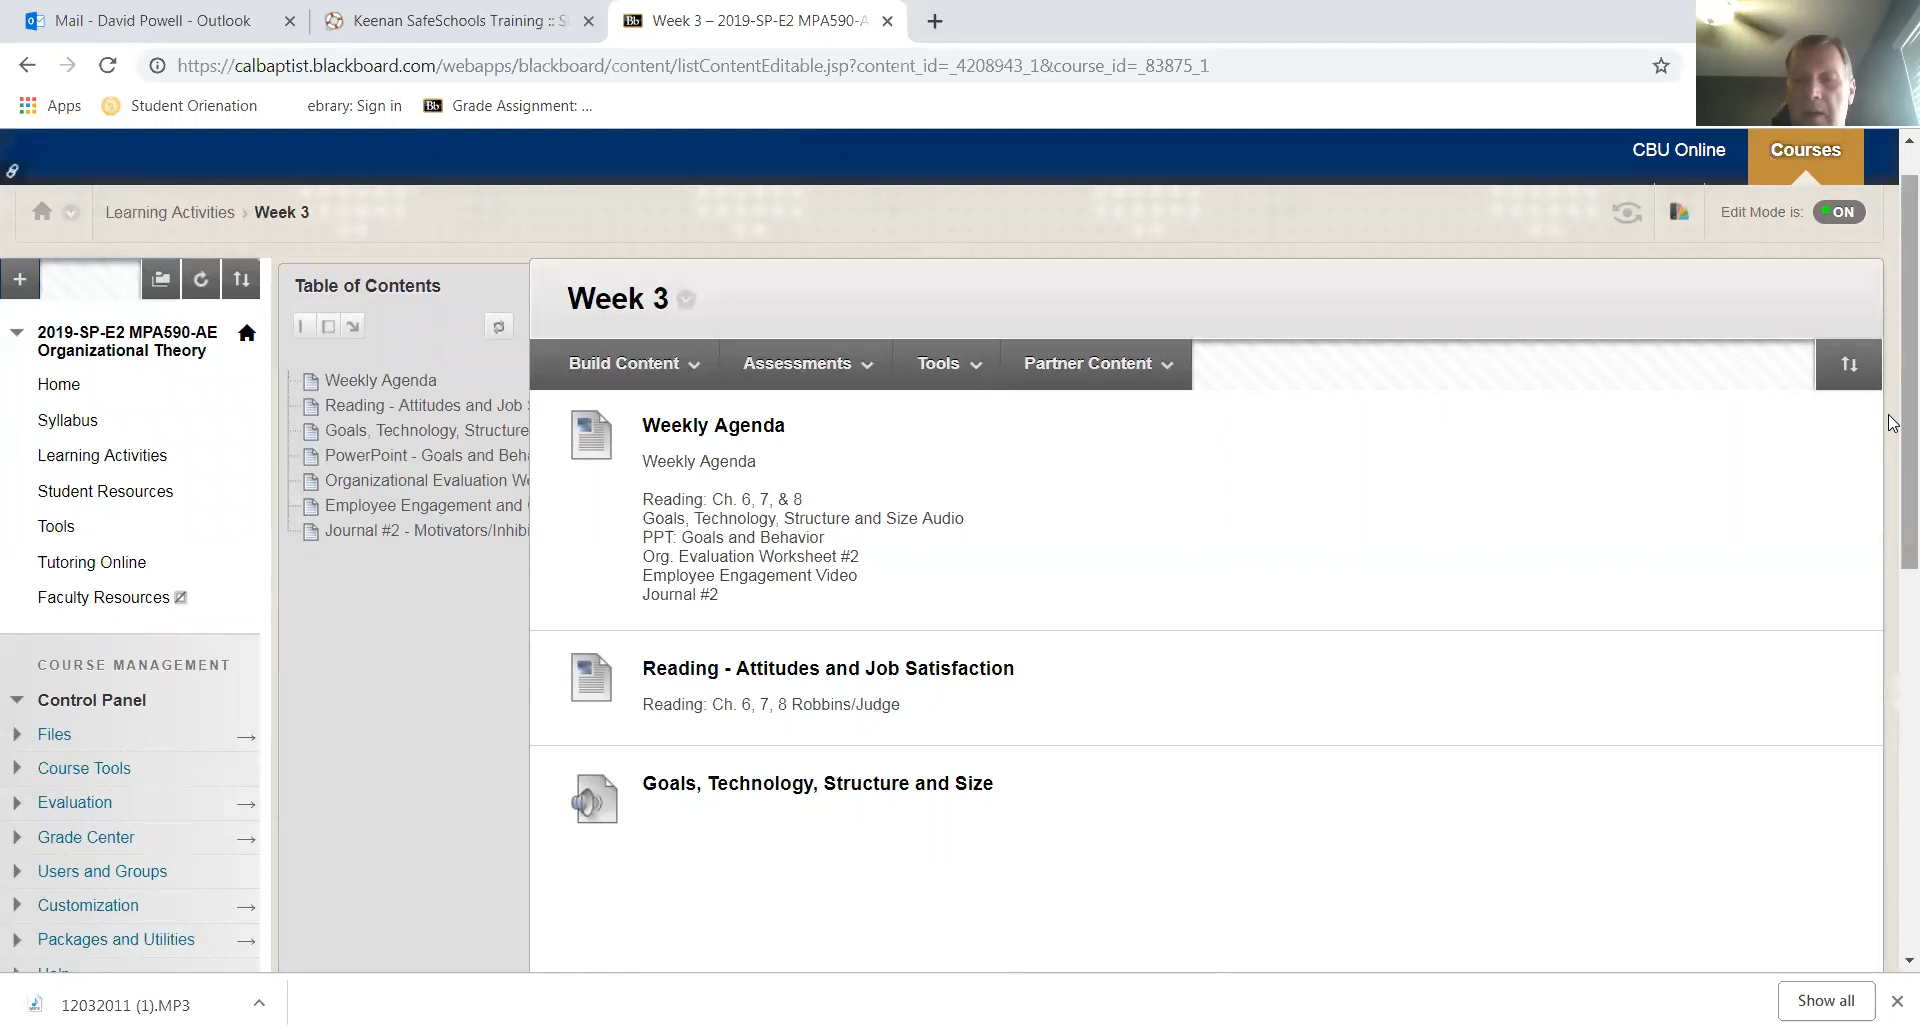 Mail - David Powell - Outlook
Keenan SafeSchools Training ::
Week 3 – 2019-SP-E2 MPA590-A
https://calbaptist.blackboard.com/webapps/blackboard/content/listContentEditable.jsp?content_id=_4208943_1&course_id=_83875_1
Apps
Student Orienation
ebrary: Sign in
Bb Grade Assignment: ...
CBU Online
Courses
Learning Activities › Week 3
Edit Mode is: ON
2019-SP-E2 MPA590-AE
Organizational Theory
Home
Syllabus
Learning Activities
Student Resources
Tools
Tutoring Online
Faculty Resources
COURSE MANAGEMENT
Control Panel
Files
Course Tools
Evaluation
Grade Center
Users and Groups
Customization
Packages and Utilities
Table of Contents
Weekly Agenda
Reading - Attitudes and Job
Goals, Technology, Structure
PowerPoint - Goals and Beh
Organizational Evaluation W
Employee Engagement and
Journal #2 - Motivators/Inhibi
Week 3
Build Content
Assessments
Tools
Partner Content
Weekly Agenda
Weekly Agenda
Reading: Ch. 6, 7, & 8
Goals, Technology, Structure and Size Audio
PPT: Goals and Behavior
Org. Evaluation Worksheet #2
Employee Engagement Video
Journal #2
Reading - Attitudes and Job Satisfaction
Reading: Ch. 6, 7, 8 Robbins/Judge
Goals, Technology, Structure and Size
12032011 (1).MP3
Show all